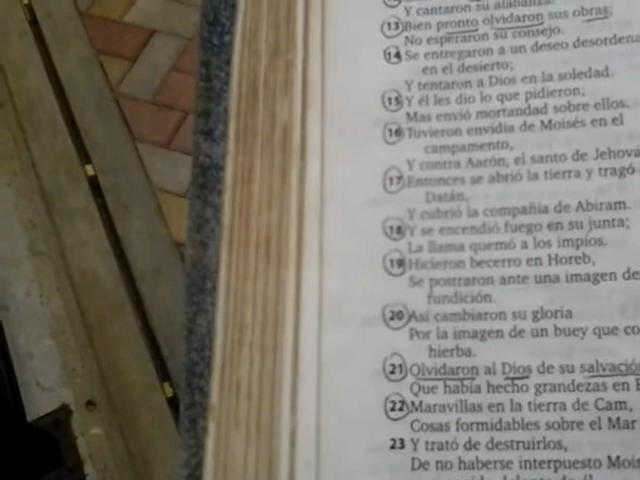 Y cantaron su alabanza.
13 Bien pronto olvidaron sus obras;
No esperaron su consejo.
14 Se entregaron a un deseo desordena
en el desierto;
Y tentaron a Dios en la soledad.
15 Y él les dio lo que pidieron;
Mas envió mortandad sobre ellos.
16 Tuvieron envidia de Moisés en el
campamento,
Y contra Aarón, el santo de Jehová
17 Entonces se abrió la tierra y tragó
Datán,
Y cubrió la compañía de Abiram.
18 Y se encendió fuego en su junta;
La llama quemó a los impíos.
19 Hicieron becerro en Horeb,
Se postraron ante una imagen de
fundición.
20 Así cambiaron su gloria
Por la imagen de un buey que co
hierba.
21 Olvidaron al Dios de su salvació
Que había hecho grandezas en E
22 Maravillas en la tierra de Cam,
Cosas formidables sobre el Mar
23 Y trató de destruirlos,
De no haberse interpuesto Mois